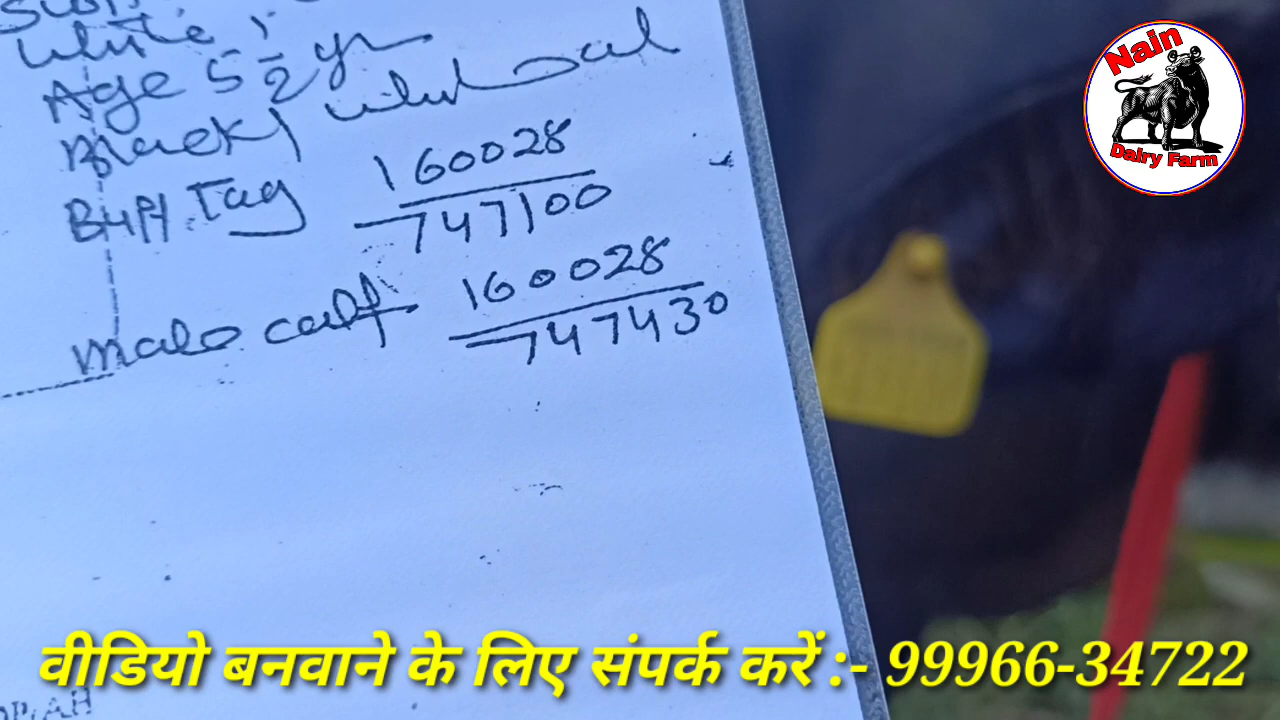 White
Age 5 1/2 yr
Black
Buff Tag 160028
747100
Male calf 160028
747430
Nain
Dairy Farm
वीडियो बनवाने के लिए संपर्क करें :- 99966-34722